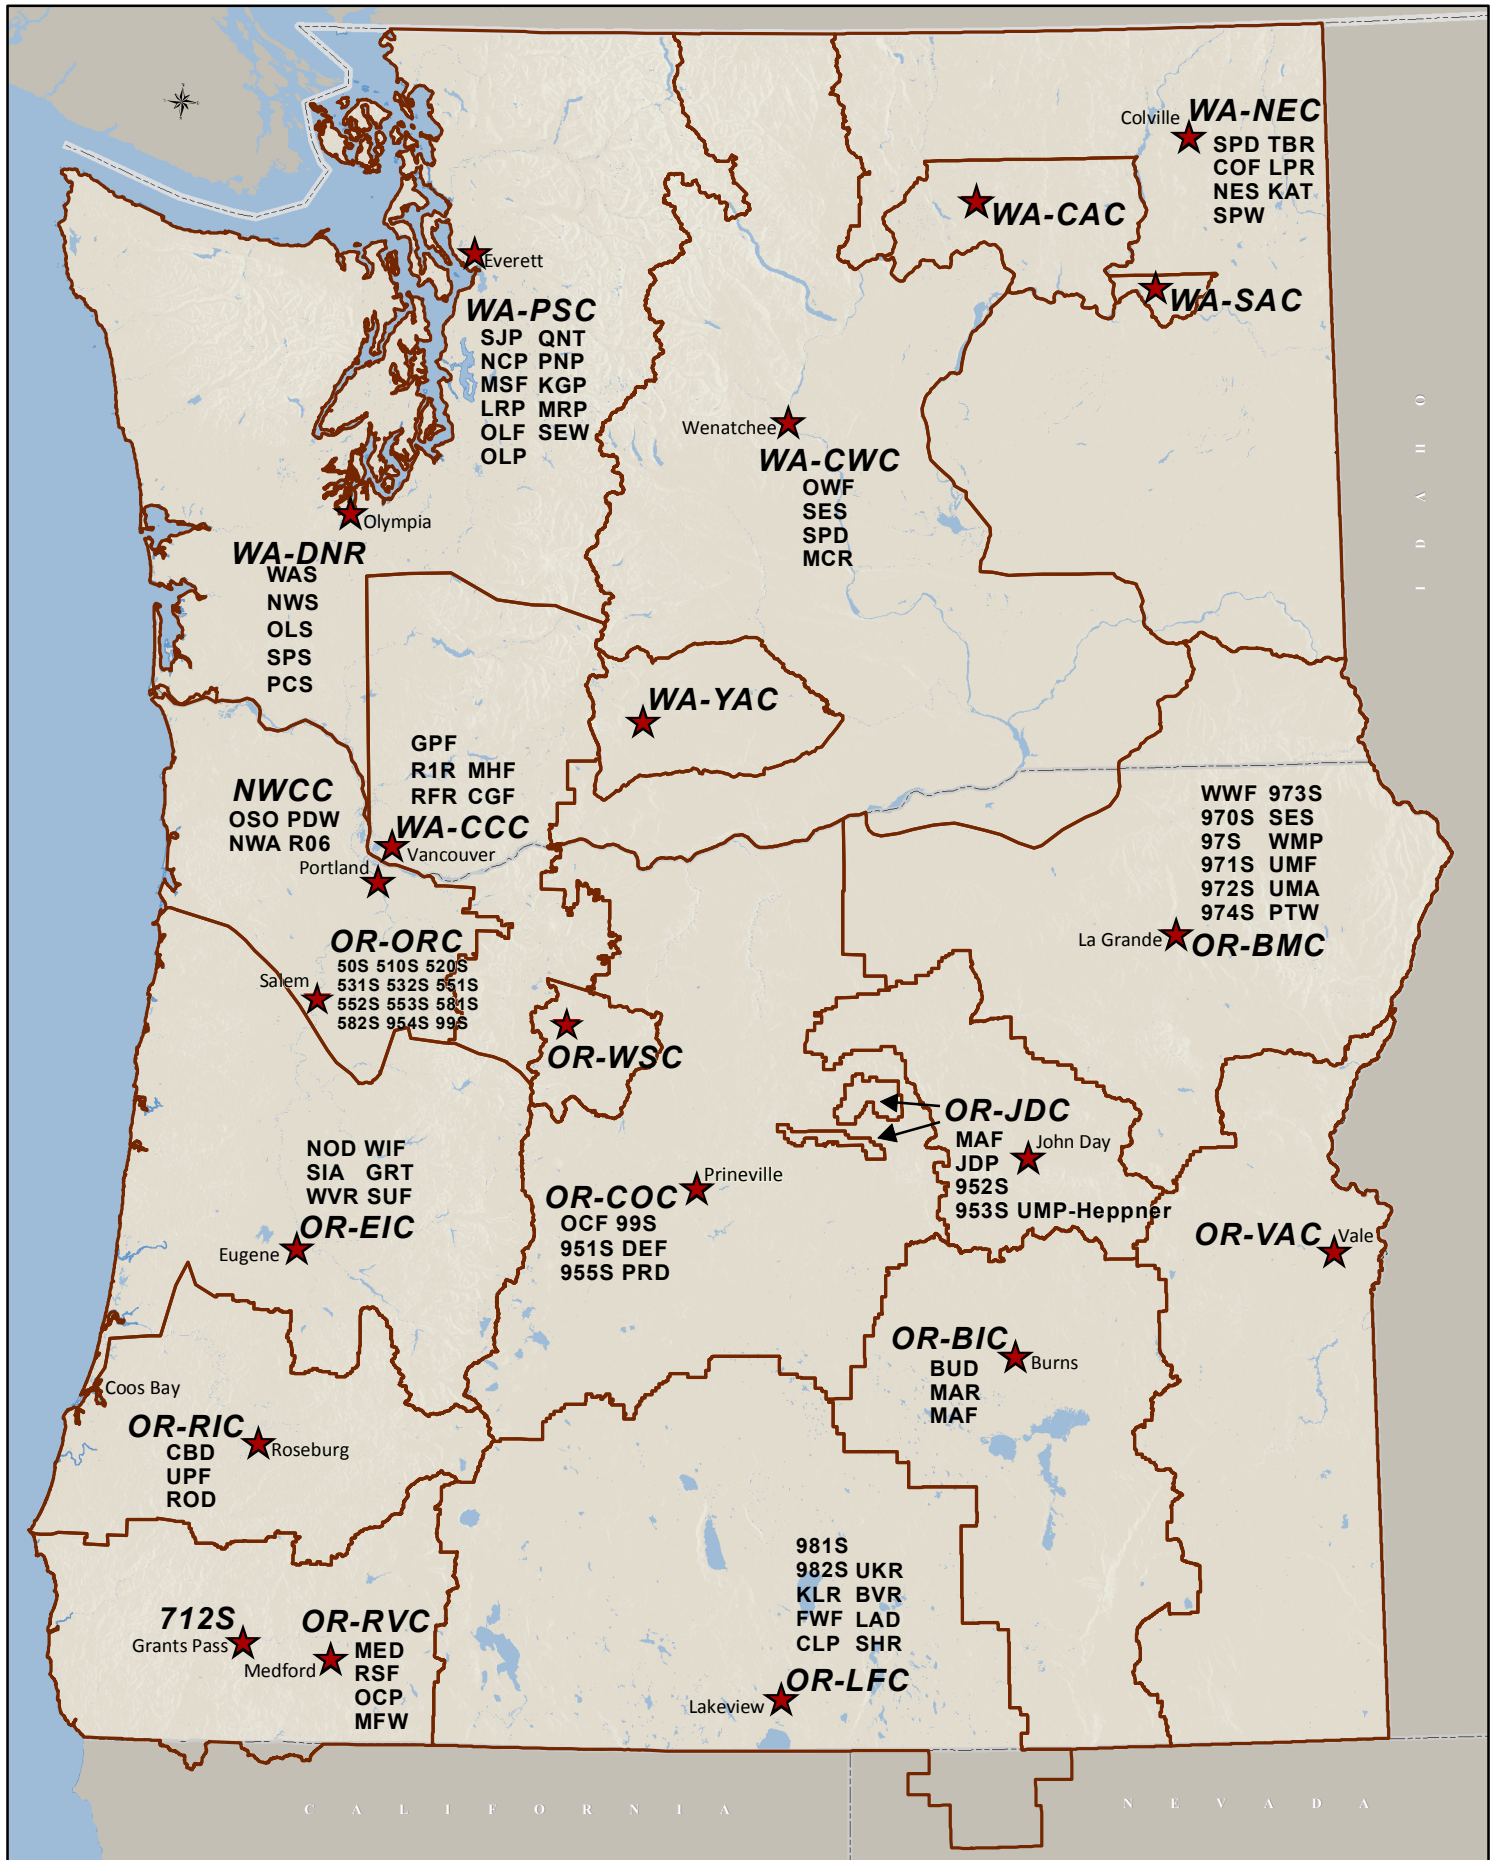 Colville
WA-NEC
SPD TBR
COF LPR
NES KAT
SPW
WA-CAC
WA-SAC
Everett
WA-PSC
SJP QNT
NCP PNP
MSF KGP
LRP MRP
OLF SEW
OLP
Wenatchee
WA-CWC
OWF
SES
SPD
MCR
IDAHO
Olympia
WA-DNR
WAS
NWS
OLS
SPS
PCS
WA-YAC
GPF
R1R MHF
RFR CGF
WA-CCC
Vancouver
NWCC
OSO PDW
NWA R06
Portland
WWF 973S
970S SES
97S WMP
971S UMF
972S UMA
974S PTW
La Grande
OR-BMC
OR-ORC
50S 510S 520S
531S 532S 551S
552S 553S 581S
582S 954S 99S
Salem
OR-WSC
OR-JDC
MAF
JDP
952S
953S UMP-Heppner
John Day
NOD WIF
SIA GRT
WVR SUF
OR-EIC
Eugene
Prineville
OR-COC
OCF 99S
951S DEF
955S PRD
OR-VAC
Vale
OR-BIC
BUD
MAR
MAF
Burns
Coos Bay
OR-RIC
CBD
UPF
ROD
Roseburg
981S
982S UKR
KLR BVR
FWF LAD
CLP SHR
OR-LFC
Lakeview
712S
Grants Pass
OR-RVC
MED
RSF
OCP
MFW
Medford
CALIFORNIA
NEVADA